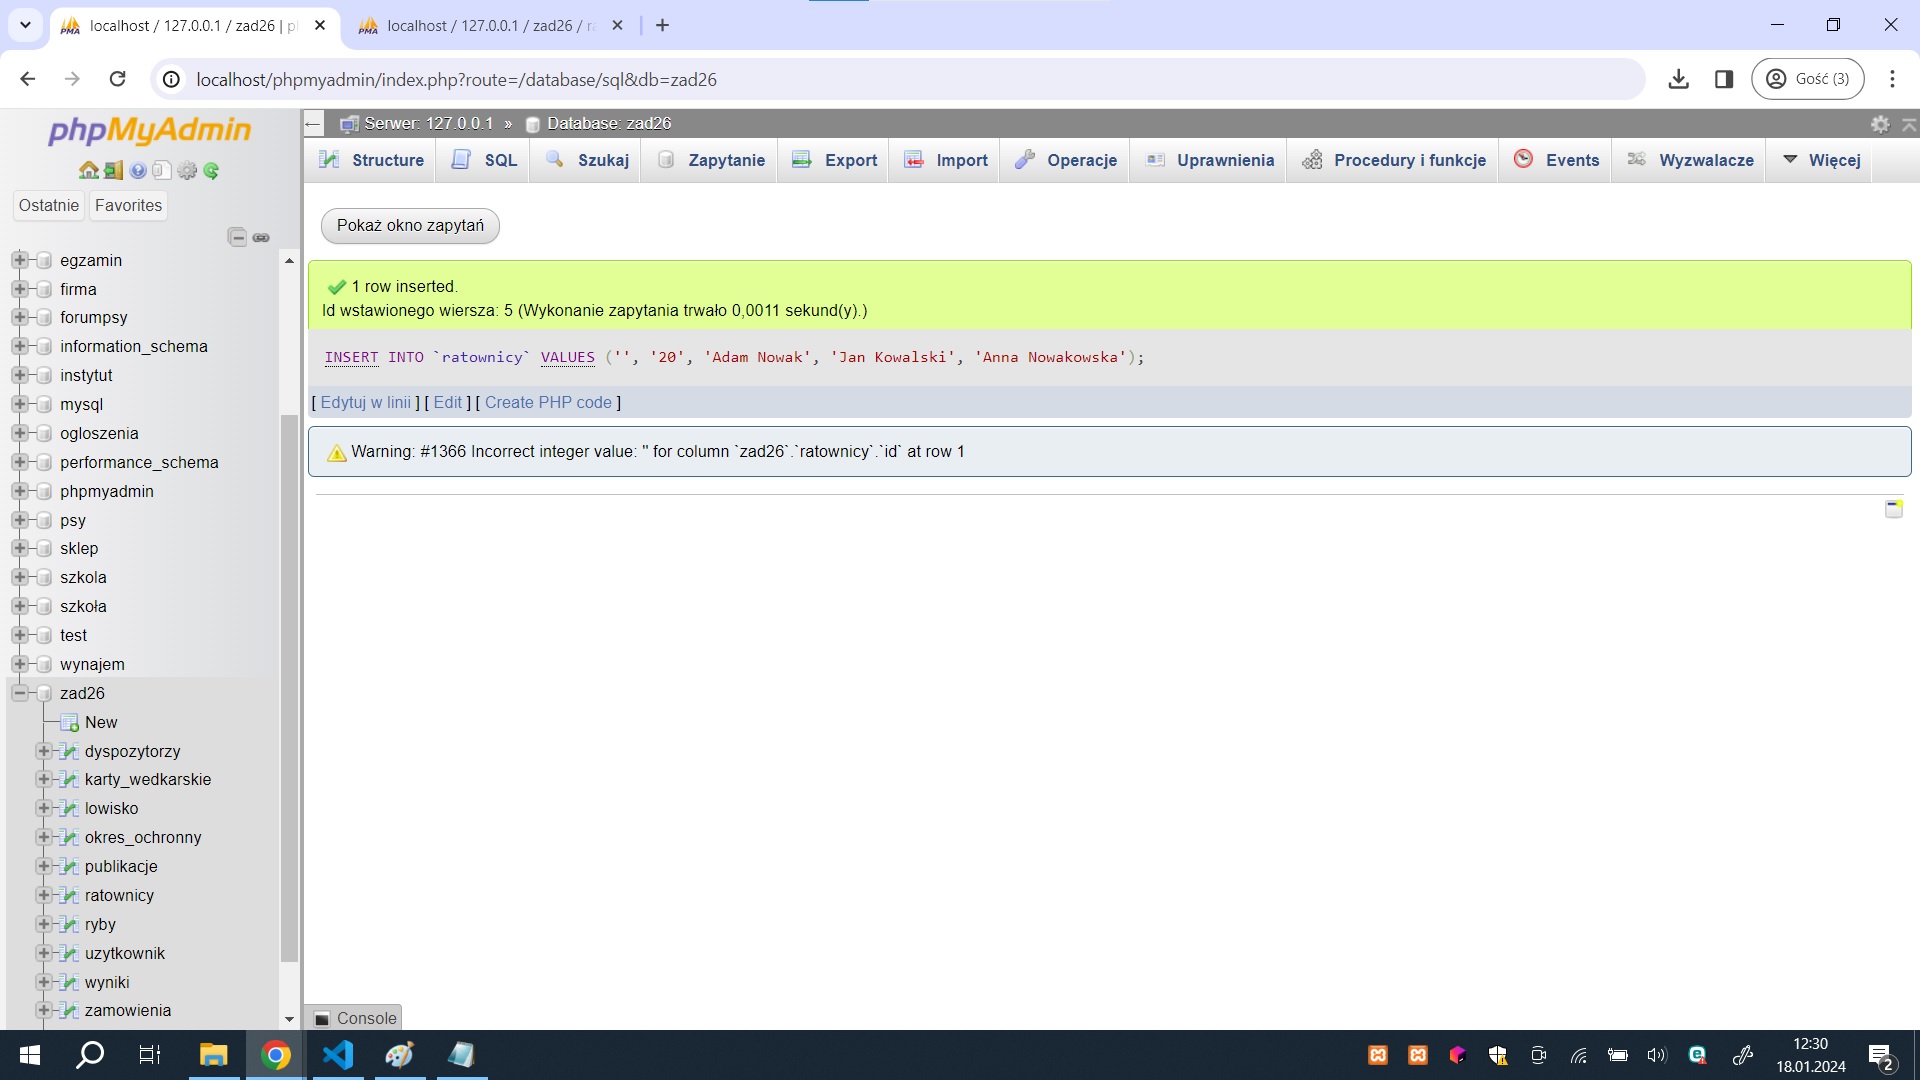 localhost / 127.0.0.1 / zad26 | p
localhost / 127.0.0.1 / zad26 / r
localhost/phpmyadmin/index.php?route=/database/sql&db=zad26
Gość (3)
phpMyAdmin
Ostatnie
Favorites
egzamin
firma
forumpsy
information_schema
instytut
mysql
ogloszenia
performance_schema
phpmyadmin
psy
sklep
szkola
szkoła
test
wynajem
zad26
New
dyspozytorzy
karty_wedkarskie
lowisko
okres_ochronny
publikacje
ratownicy
ryby
uzytkownik
wyniki
zamowienia
Serwer: 127.0.0.1 » Database: zad26
Structure SQL Szukaj Zapytanie Export Import Operacje Uprawnienia Procedury i funkcje Events Wyzwalacze Więcej
Pokaż okno zapytań
1 row inserted.
Id wstawionego wiersza: 5 (Wykonanie zapytania trwało 0,0011 sekund(y).)
INSERT INTO `ratownicy` VALUES ('', '20', 'Adam Nowak', 'Jan Kowalski', 'Anna Nowakowska');
[ Edytuj w linii ] [ Edit ] [ Create PHP code ]
Warning: #1366 Incorrect integer value: '' for column `zad26`.`ratownicy`.`id` at row 1
Console
12:30
18.01.2024
2